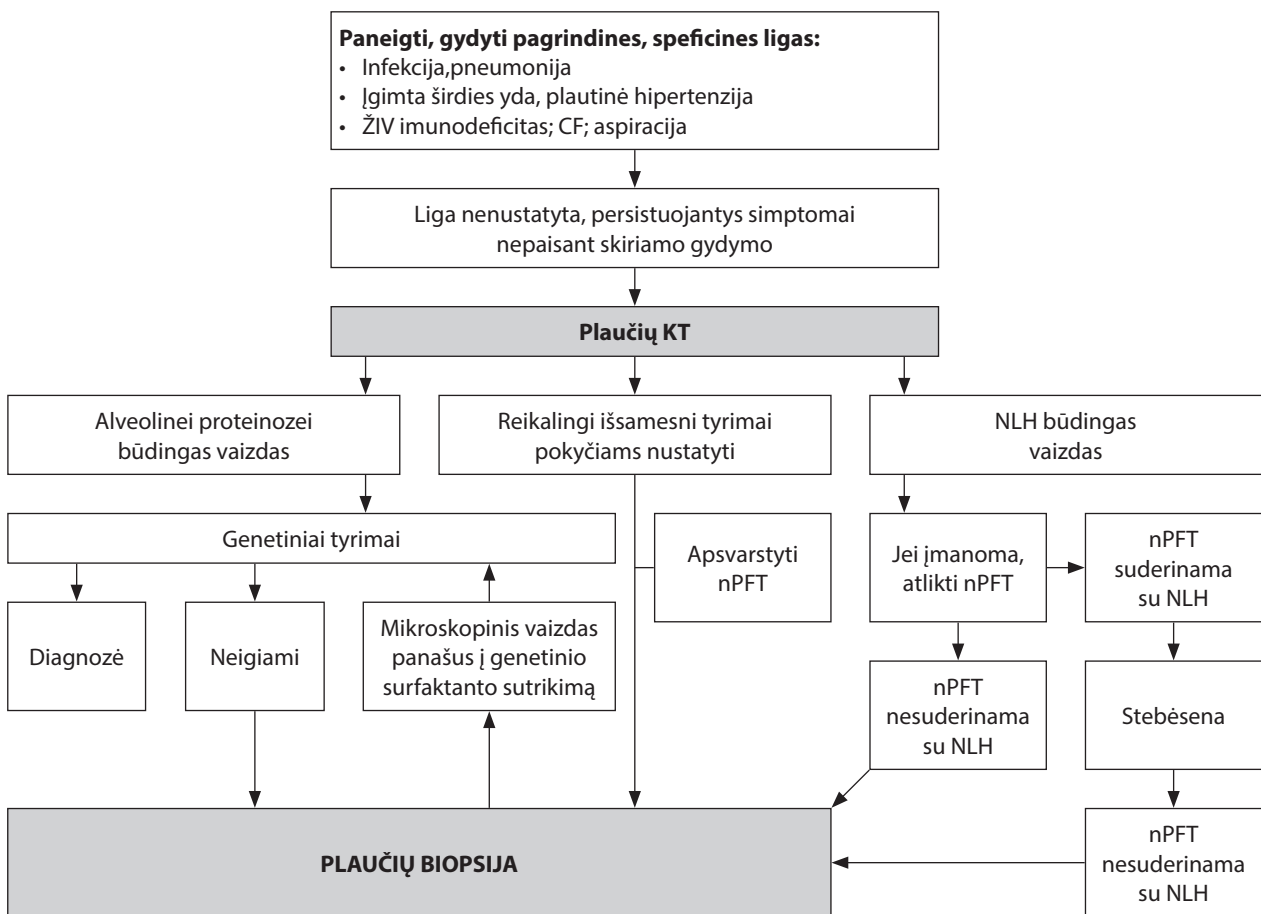 Paneigti, gydyti pagrindines, speficines ligas:
• Infekcija,pneumonija
• Įgimta širdies yda, plautinė hipertenzija
• ŽIV imunodeficitas; CF; aspiracija
Liga nenustatyta, persistuojantys simptomai
nepaisant skiriamo gydymo
Plaučių KT
Alveolinei proteinozei
būdingas vaizdas
Reikalingi išsamesni tyrimai
pokyčiams nustatyti
NLH būdingas
vaizdas
Genetiniai tyrimai
Apsvarstyti
nPFT
Jei įmanoma,
atlikti nPFT
nPFT
suderinama
su NLH
Diagnozė
Neigiami
Mikroskopinis vaizdas
panašus į genetinio
surfaktanto sutrikimą
nPFT
nesuderinama
su NLH
Stebėsena
PLAUČIŲ BIOPSIJA
nPFT
nesuderinama
su NLH